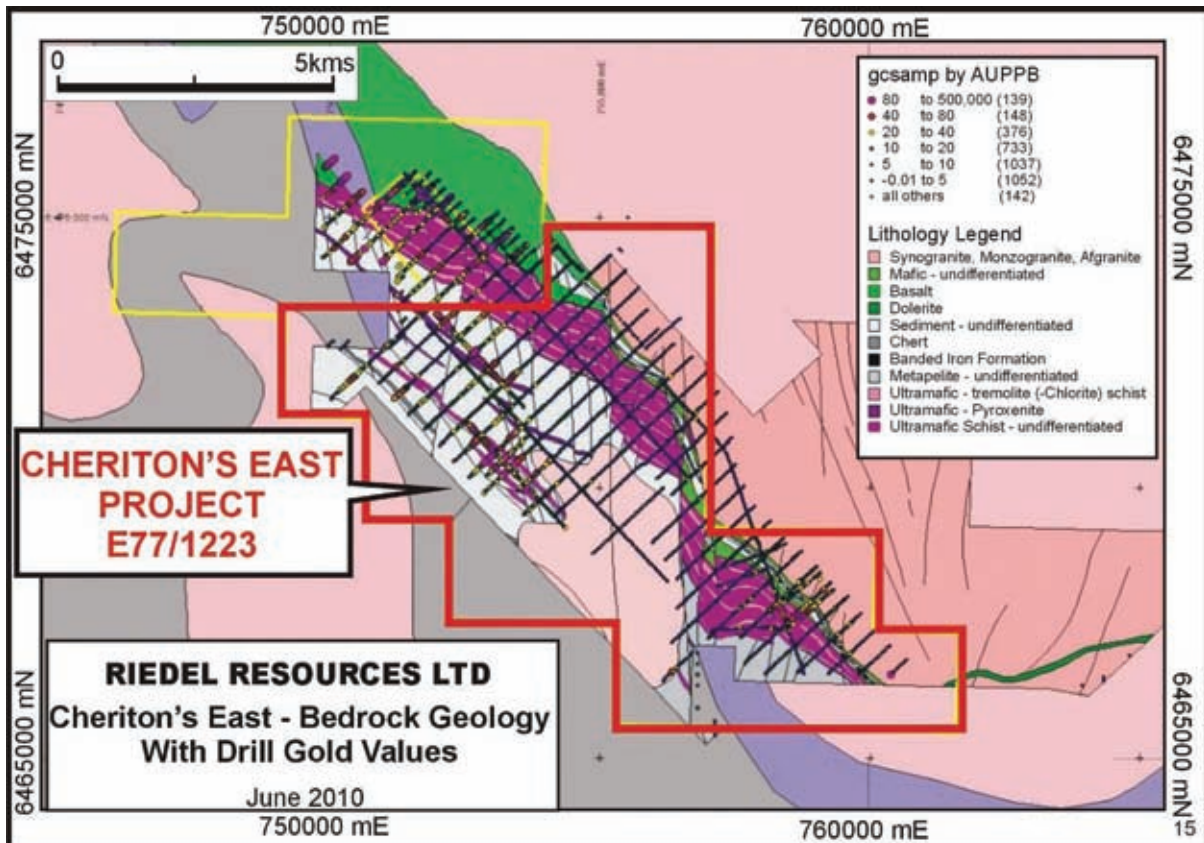 750000 mE
760000 mE
0 5kms
6475000 mN
6475000 mN
gcsamp by AUPPB
80 to 500,000 (139)
40 to 80 (148)
20 to 40 (376)
10 to 20 (733)
5 to 10 (1037)
-0.01 to 5 (1052)
all others (142)
Lithology Legend
Synogranite, Monzogranite, Afgranite
Mafic - undifferentiated
Basalt
Dolerite
Sediment - undifferentiated
Chert
Banded Iron Formation
Metapelite - undifferentiated
Ultramafic - tremolite (-Chlorite) schist
Ultramafic - Pyroxenite
Ultramafic Schist - undifferentiated
CHERITON'S EAST
PROJECT
E77/1223
RIEDEL RESOURCES LTD
Cheriton's East - Bedrock Geology
With Drill Gold Values
June 2010
6465000 mN
64650000 mN
750000 mE
760000 mE
15